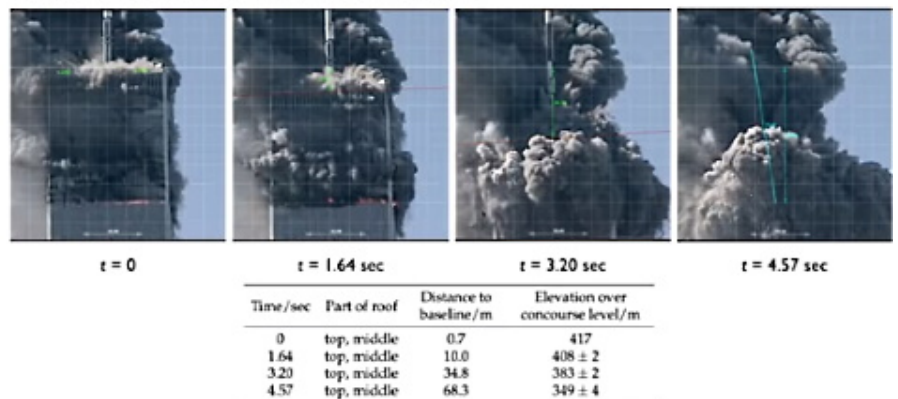 t = 0
t = 1.64 sec
t = 3.20 sec
t = 4.57 sec
Time/sec Part of roof Distance to baseline/m Elevation over concourse level/m
0 top, middle 0.7 417
1.64 top, middle 10.0 408 ± 2
3.20 top, middle 34.8 383 ± 2
4.57 top, middle 68.3 349 ± 4